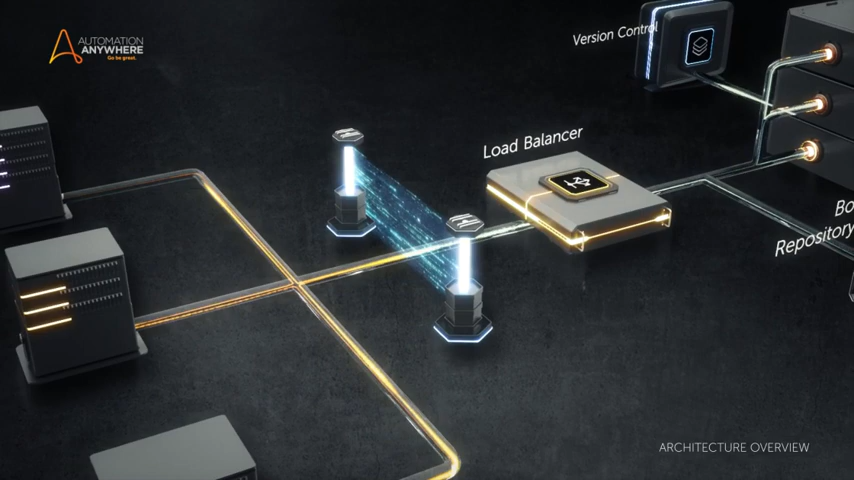 AUTOMATION
ANYWHERE
Go be great.
Version Control
Load Balancer
Repository
ARCHITECTURE OVERVIEW